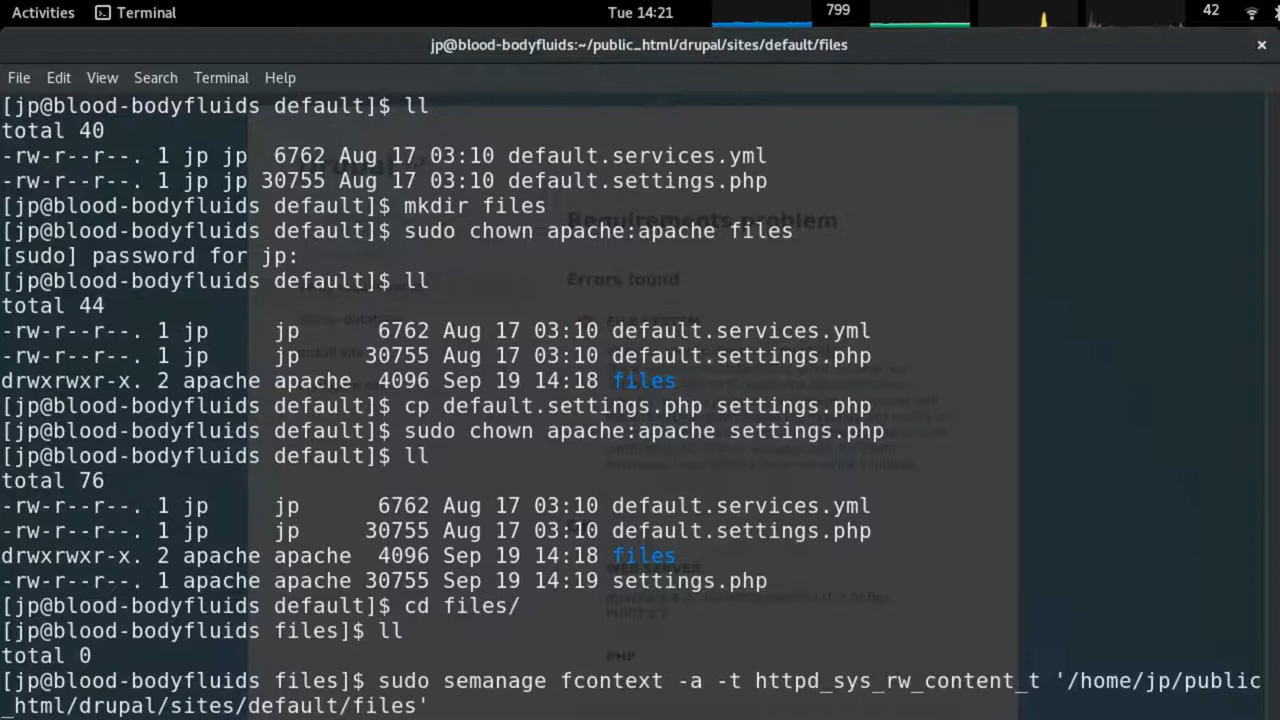 Activities Terminal Tue 14:21 799 42
jp@blood-bodyfluids:~/public_html/drupal/sites/default/files
File Edit View Search Terminal Help
[jp@blood-bodyfluids default]$ ll
total 40
-rw-r--r--. 1 jp jp  6762 Aug 17 03:10 default.services.yml
-rw-r--r--. 1 jp jp 30755 Aug 17 03:10 default.settings.php
[jp@blood-bodyfluids default]$ mkdir files
[jp@blood-bodyfluids default]$ sudo chown apache:apache files
[sudo] password for jp:
[jp@blood-bodyfluids default]$ ll
total 44
-rw-r--r--. 1 jp     jp      6762 Aug 17 03:10 default.services.yml
-rw-r--r--. 1 jp     jp     30755 Aug 17 03:10 default.settings.php
drwxrwxr-x. 2 apache apache  4096 Sep 19 14:18 files
[jp@blood-bodyfluids default]$ cp default.settings.php settings.php
[jp@blood-bodyfluids default]$ sudo chown apache:apache settings.php
[jp@blood-bodyfluids default]$ ll
total 76
-rw-r--r--. 1 jp     jp      6762 Aug 17 03:10 default.services.yml
-rw-r--r--. 1 jp     jp     30755 Aug 17 03:10 default.settings.php
drwxrwxr-x. 2 apache apache  4096 Sep 19 14:18 files
-rw-r--r--. 1 apache apache 30755 Sep 19 14:19 settings.php
[jp@blood-bodyfluids default]$ cd files/
[jp@blood-bodyfluids files]$ ll
total 0
[jp@blood-bodyfluids files]$ sudo semanage fcontext -a -t httpd_sys_rw_content_t '/home/jp/public
_html/drupal/sites/default/files'
Requirements problem
Errors found
FILE SYSTEM
WEB SERVER
PHP